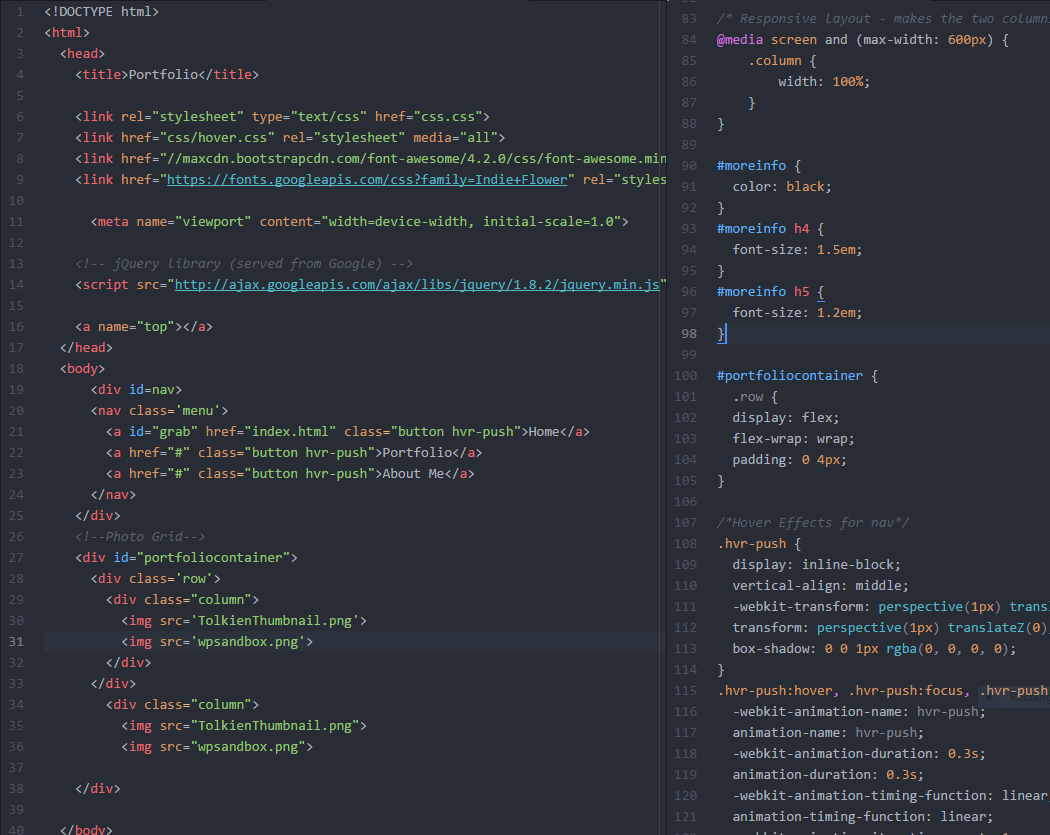 1 <!DOCTYPE html>
2 <html>
3 <head>
4 <title>Portfolio</title>
5
6 <link rel="stylesheet" type="text/css" href="css.css">
7 <link href="css/hover.css" rel="stylesheet" media="all">
8 <link href="//maxcdn.bootstrapcdn.com/font-awesome/4.2.0/css/font-awesome.min
9 <link href="https://fonts.googleapis.com/css?family=Indie+Flower" rel="styles
10
11 <meta name="viewport" content="width=device-width, initial-scale=1.0">
12
13 <!-- jQuery library (served from Google) -->
14 <script src="http://ajax.googleapis.com/ajax/libs/jquery/1.8.2/jquery.min.js"
15
16 <a name="top"></a>
17 </head>
18 <body>
19 <div id=nav>
20 <nav class='menu'>
21 <a id="grab" href="index.html" class="button hvr-push">Home</a>
22 <a href="#" class="button hvr-push">Portfolio</a>
23 <a href="#" class="button hvr-push">About Me</a>
24 </nav>
25 </div>
26 <!--Photo Grid-->
27 <div id="portfoliocontainer">
28 <div class='row'>
29 <div class="column">
30 <img src='TolkienThumbnail.png'>
31 <img src='wpsandbox.png'>
32 </div>
33 </div>
34 <div class="column">
35 <img src="TolkienThumbnail.png">
36 <img src="wpsandbox.png">
37
38 </div>
39
40 </body>
83 /* Responsive layout - makes the two column
84 @media screen and (max-width: 600px) {
85 .column {
86 width: 100%;
87 }
88 }
89
90 #moreinfo {
91 color: black;
92 }
93 #moreinfo h4 {
94 font-size: 1.5em;
95 }
96 #moreinfo h5 {
97 font-size: 1.2em;
98 }
99
100 #portfoliocontainer {
101 .row {
102 display: flex;
103 flex-wrap: wrap;
104 padding: 0 4px;
105 }
106
107 /*Hover Effects for nav*/
108 .hvr-push {
109 display: inline-block;
110 vertical-align: middle;
111 -webkit-transform: perspective(1px) trans
112 transform: perspective(1px) translateZ(0)
113 box-shadow: 0 0 1px rgba(0, 0, 0, 0);
114 }
115 .hvr-push:hover, .hvr-push:focus, .hvr-push
116 -webkit-animation-name: hvr-push;
117 animation-name: hvr-push;
118 -webkit-animation-duration: 0.3s;
119 animation-duration: 0.3s;
120 -webkit-animation-timing-function: linear
121 animation-timing-function: linear;